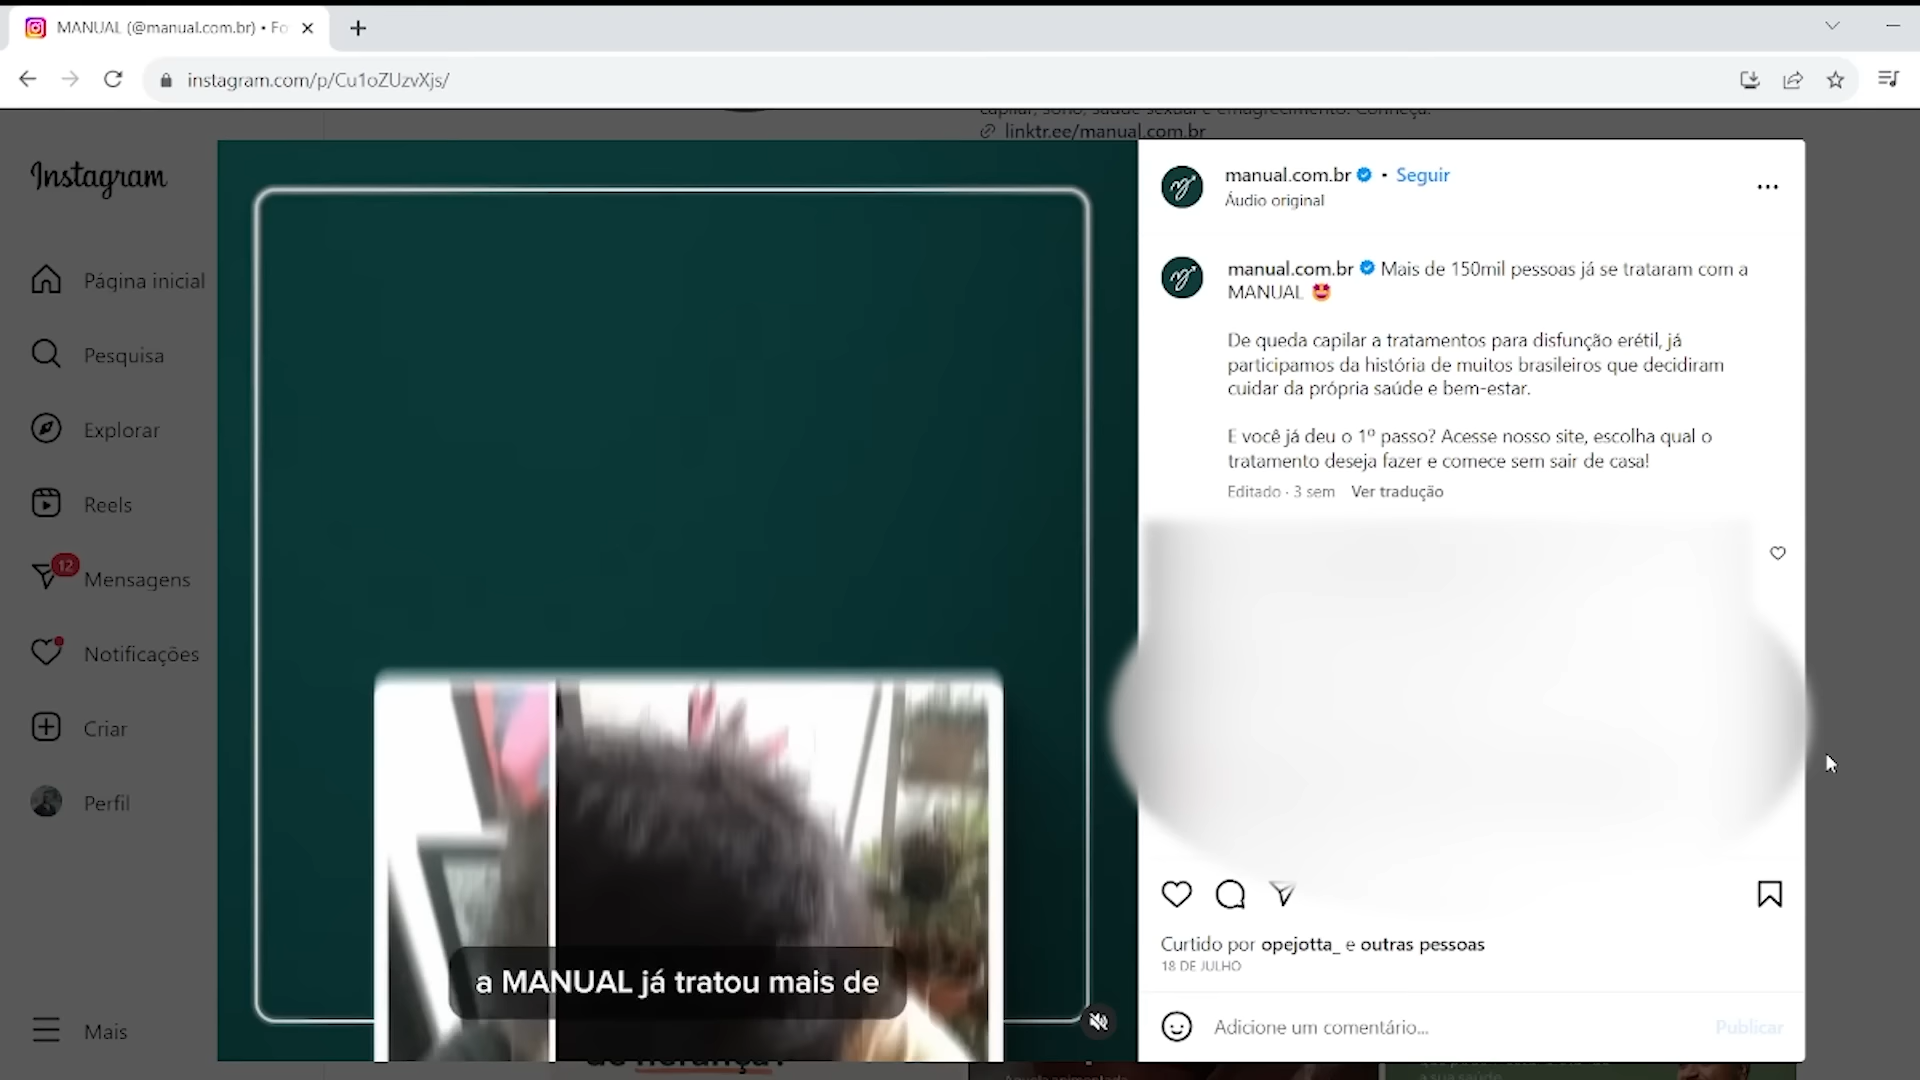 MANUAL (@manual.com.br) • Fo
instagram.com/p/Cu1oZUzvXjs/
capilar, sono, saúde sexual e emagrecimento. Conheça:
linktr.ee/manual.com.br
Instagram
Página inicial
Pesquisa
Explorar
Reels
12
Mensagens
Notificações
Criar
Perfil
Mais
a MANUAL já tratou mais de
manual.com.br • Seguir
Áudio original
manual.com.br Mais de 150mil pessoas já se trataram com a
MANUAL 🤩
De queda capilar a tratamentos para disfunção erétil, já
participamos da história de muitos brasileiros que decidiram
cuidar da própria saúde e bem-estar.
E você já deu o 1º passo? Acesse nosso site, escolha qual o
tratamento deseja fazer e comece sem sair de casa!
Editado · 3 sem Ver tradução
Curtido por opejotta_ e outras pessoas
18 DE JULHO
Adicione um comentário...
Publicar
a sua saúde